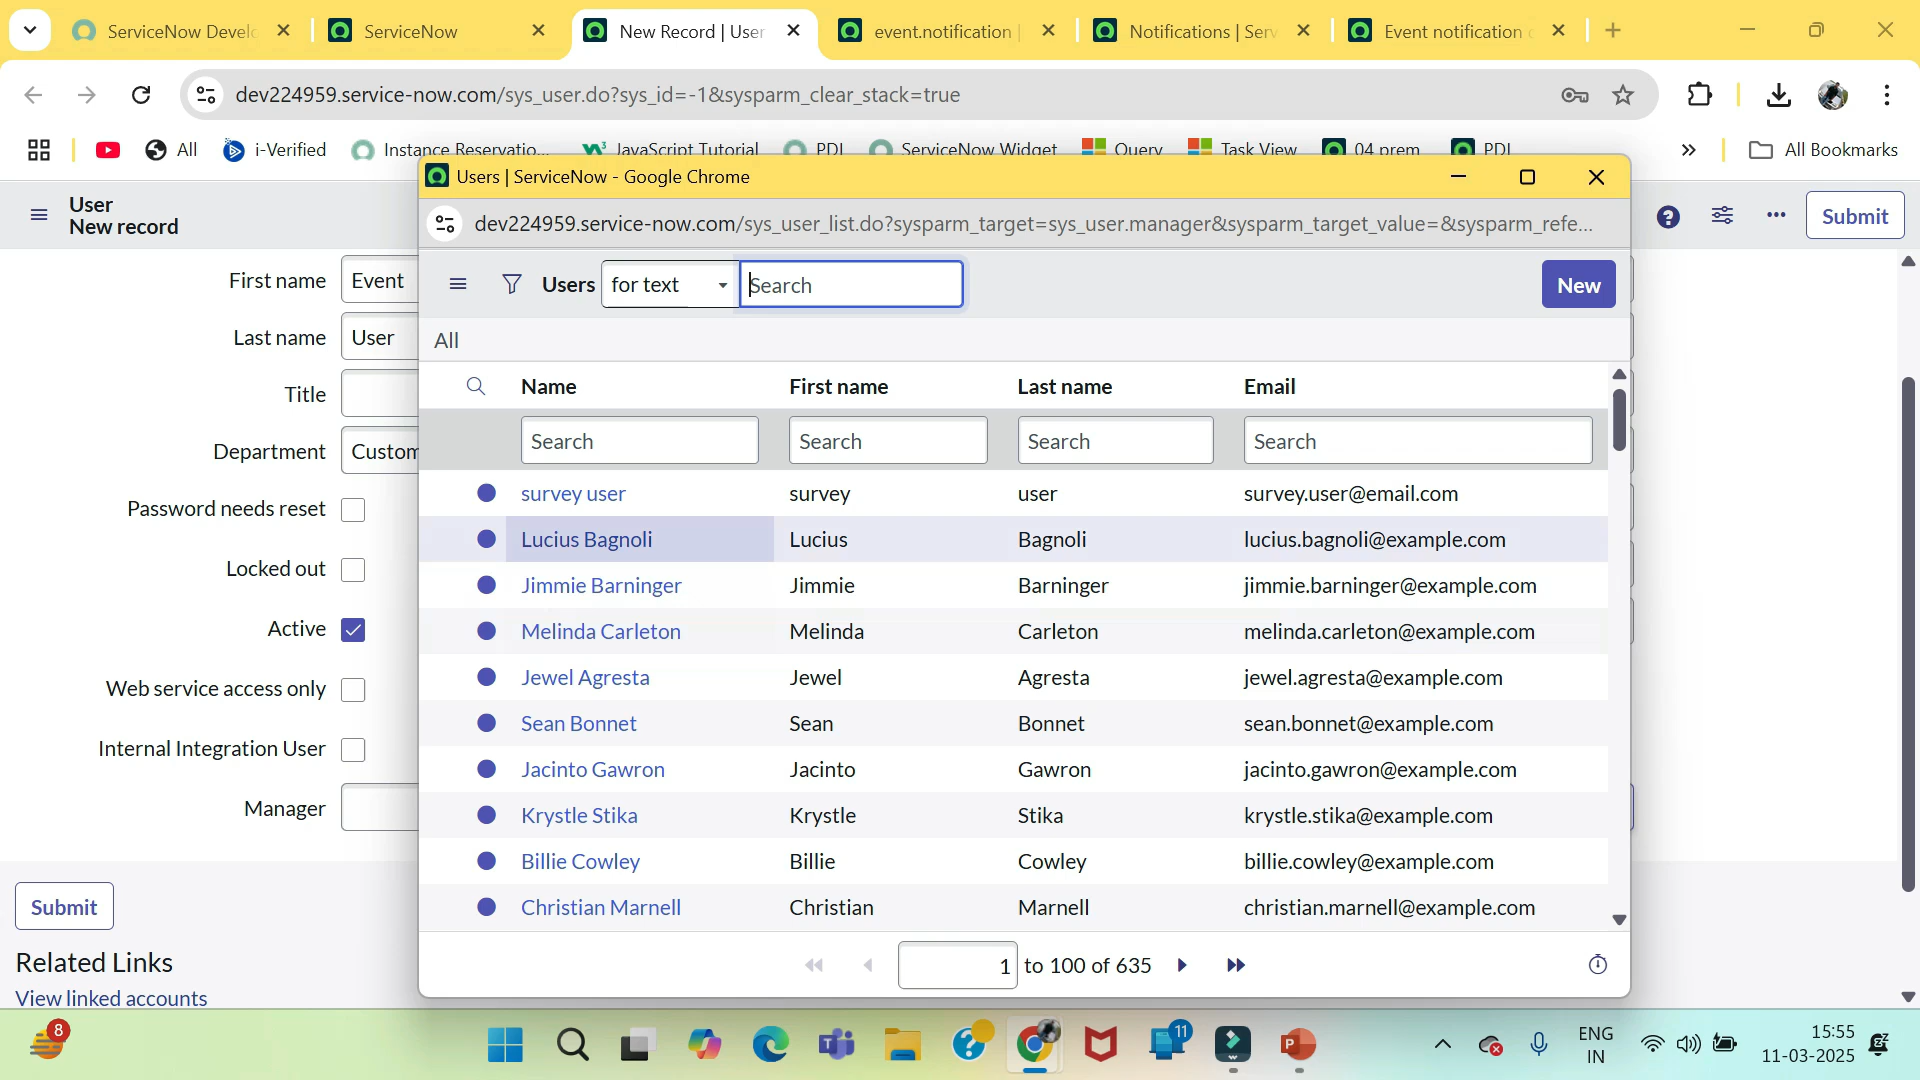 ServiceNow Devel
ServiceNow
New Record | User
event.notification |
Notifications | Serv
Event notification
dev224959.service-now.com/sys_user.do?sys_id=-1&sysparm_clear_stack=true
All
i-Verified
Instance Reservatio...
JavaScript Tutorial
PDI
ServiceNow Widget
Query
Task View
04 prem
PDI
All Bookmarks
User
New record
Submit
Users | ServiceNow - Google Chrome
dev224959.service-now.com/sys_user_list.do?sysparm_target=sys_user.manager&sysparm_target_value=&sysparm_refe...
Users for text Search New
All
First name Event
Last name User
Title
Department Custom
Password needs reset
Locked out
Active
Web service access only
Internal Integration User
Manager
Submit
Related Links
View linked accounts
Name First name Last name Email
Search Search Search Search
survey user survey user survey.user@email.com
Lucius Bagnoli Lucius Bagnoli lucius.bagnoli@example.com
Jimmie Barninger Jimmie Barninger jimmie.barninger@example.com
Melinda Carleton Melinda Carleton melinda.carleton@example.com
Jewel Agresta Jewel Agresta jewel.agresta@example.com
Sean Bonnet Sean Bonnet sean.bonnet@example.com
Jacinto Gawron Jacinto Gawron jacinto.gawron@example.com
Krystle Stika Krystle Stika krystle.stika@example.com
Billie Cowley Billie Cowley billie.cowley@example.com
Christian Marnell Christian Marnell christian.marnell@example.com
1 to 100 of 635
8
11
ENG
IN
15:55
11-03-2025